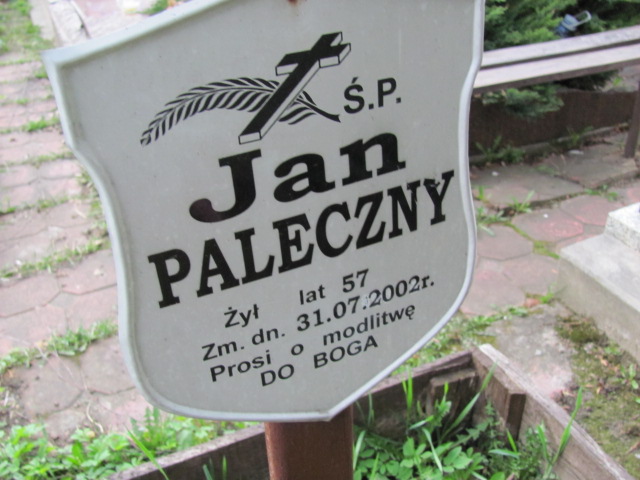 Ś.P.
Jan
PALECZNY
Żył lat 57
Zm. dn. 31.07.2002r.
Prosi o modlitwę
DO BOGA